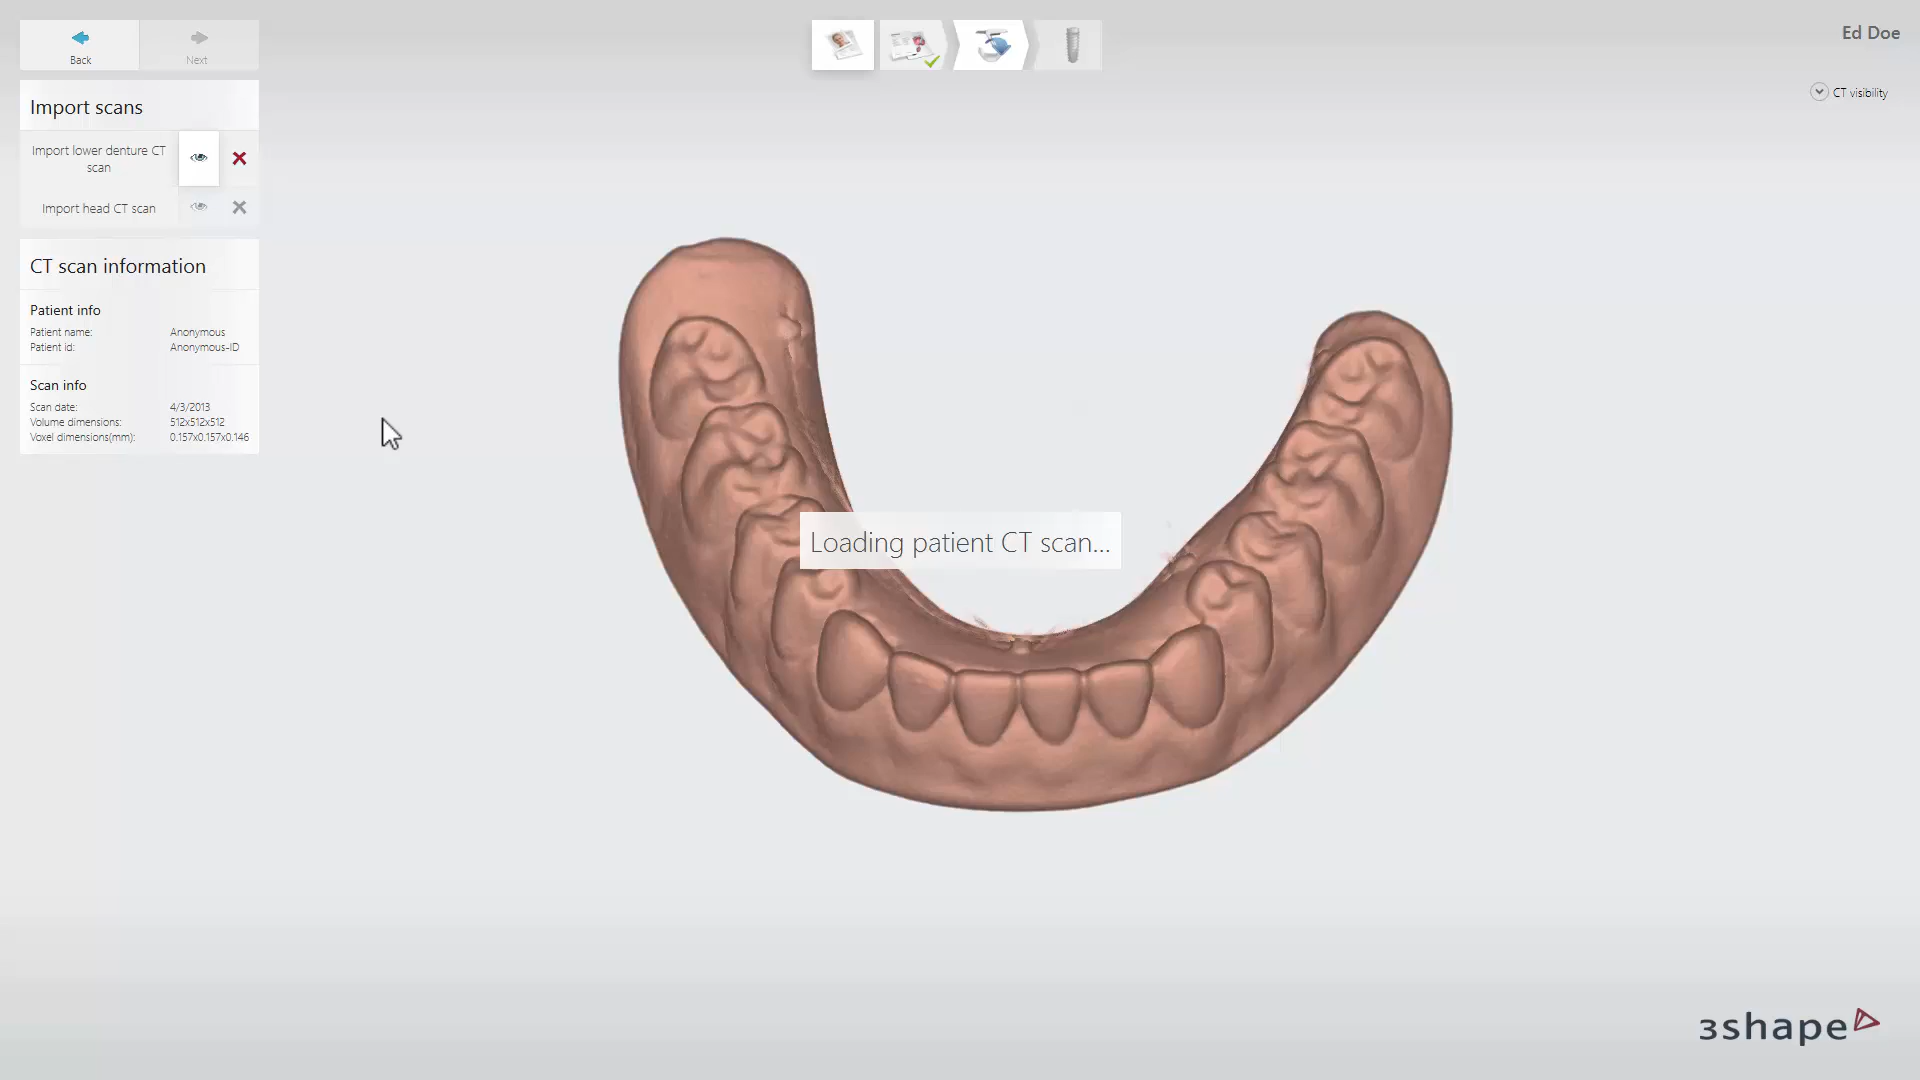 Back
Next
Ed Doe
CT visibility
Import scans
Import lower denture CT
scan
Import head CT scan
CT scan information
Patient info
Patient name: Anonymous
Patient id: Anonymous-ID
Scan info
Scan date: 4/3/2013
Volume dimensions: 512x512x512
Voxel dimensions(mm): 0.157x0.157x0.146
Loading patient CT scan...
3shape